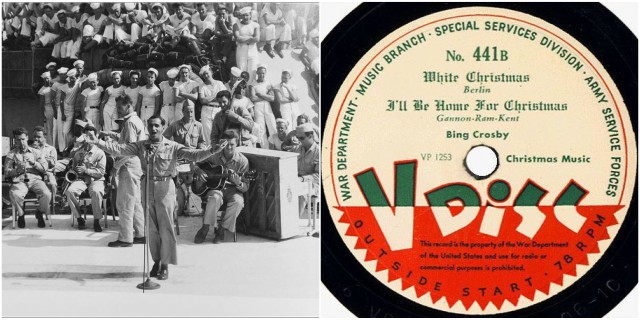 WAR DEPARTMENT · MUSIC BRANCH · SPECIAL SERVICES DIVISION · ARMY SERVICE FORCES
No. 441B
White Christmas
Berlin
I'll Be Home For Christmas
Gannon-Ram-Kent
Bing Crosby
VP 1253
Christmas Music
V DISC
This record is the property of the War Department
of the United States and use for radio or
commercial purposes is prohibited.
OUTSIDE START · 78 RPM